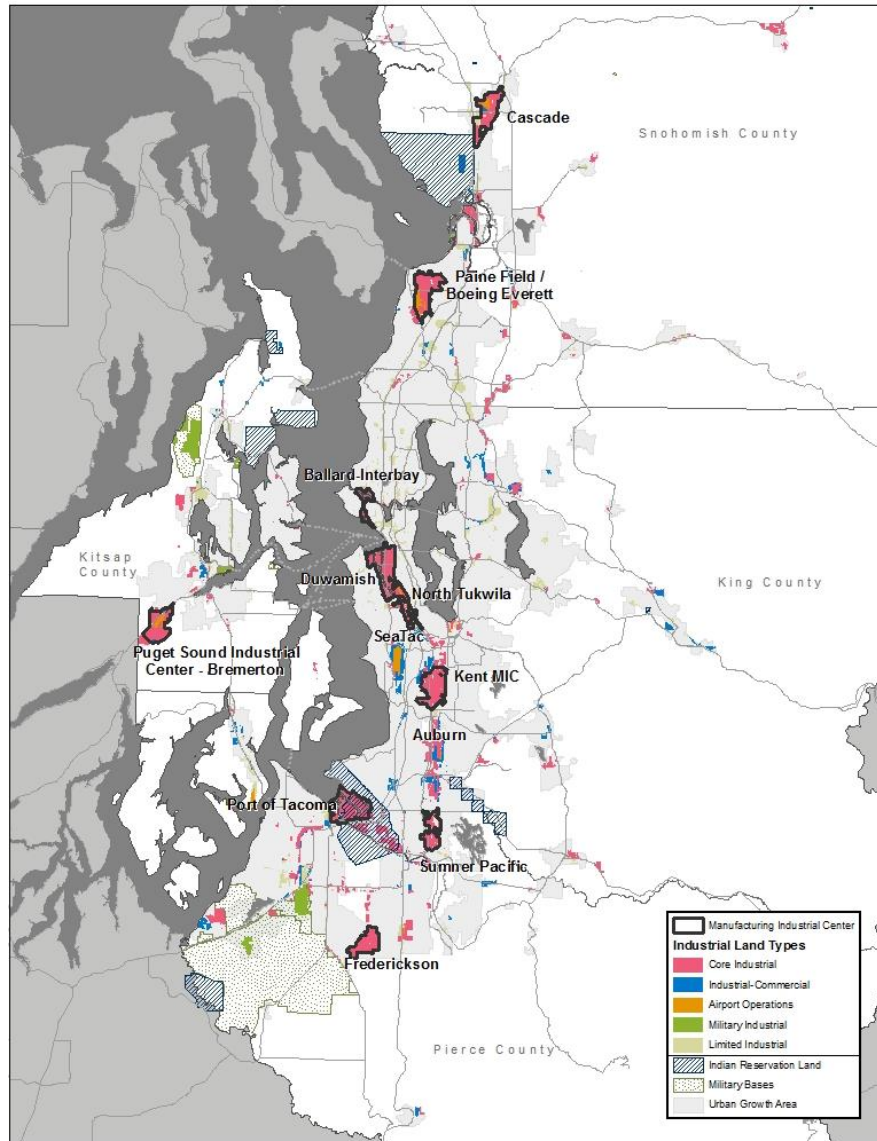 Cascade
Snohomish County
Paine Field /
Boeing Everett
Ballard-Interbay
Kitsap
County
Duwamish
North Tukwila
King County
SeaTac
Puget Sound Industrial
Center - Bremerton
Kent MIC
Auburn
Port of Tacoma
Sumner Pacific
Frederickson
Pierce County
Manufacturing Industrial Center
Industrial Land Types
Core Industrial
Industrial-Commercial
Airport Operations
Military Industrial
Limited Industrial
Indian Reservation Land
Military Bases
Urban Growth Area